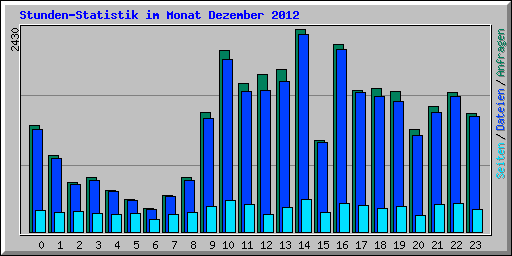 Stunden-Statistik im Monat Dezember 2012
2430
Seiten / Dateien / Anfragen
0 1 2 3 4 5 6 7 8 9 10 11 12 13 14 15 16 17 18 19 20 21 22 23